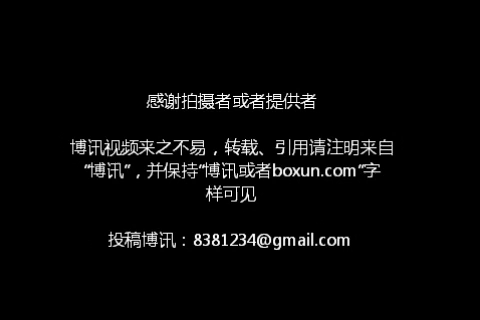 感谢拍摄者或者提供者
博讯视频来之不易，转载、引用请注明来自
“博讯”，并保持“博讯或者boxun.com”字
样可见
投稿博讯：8381234@gmail.com